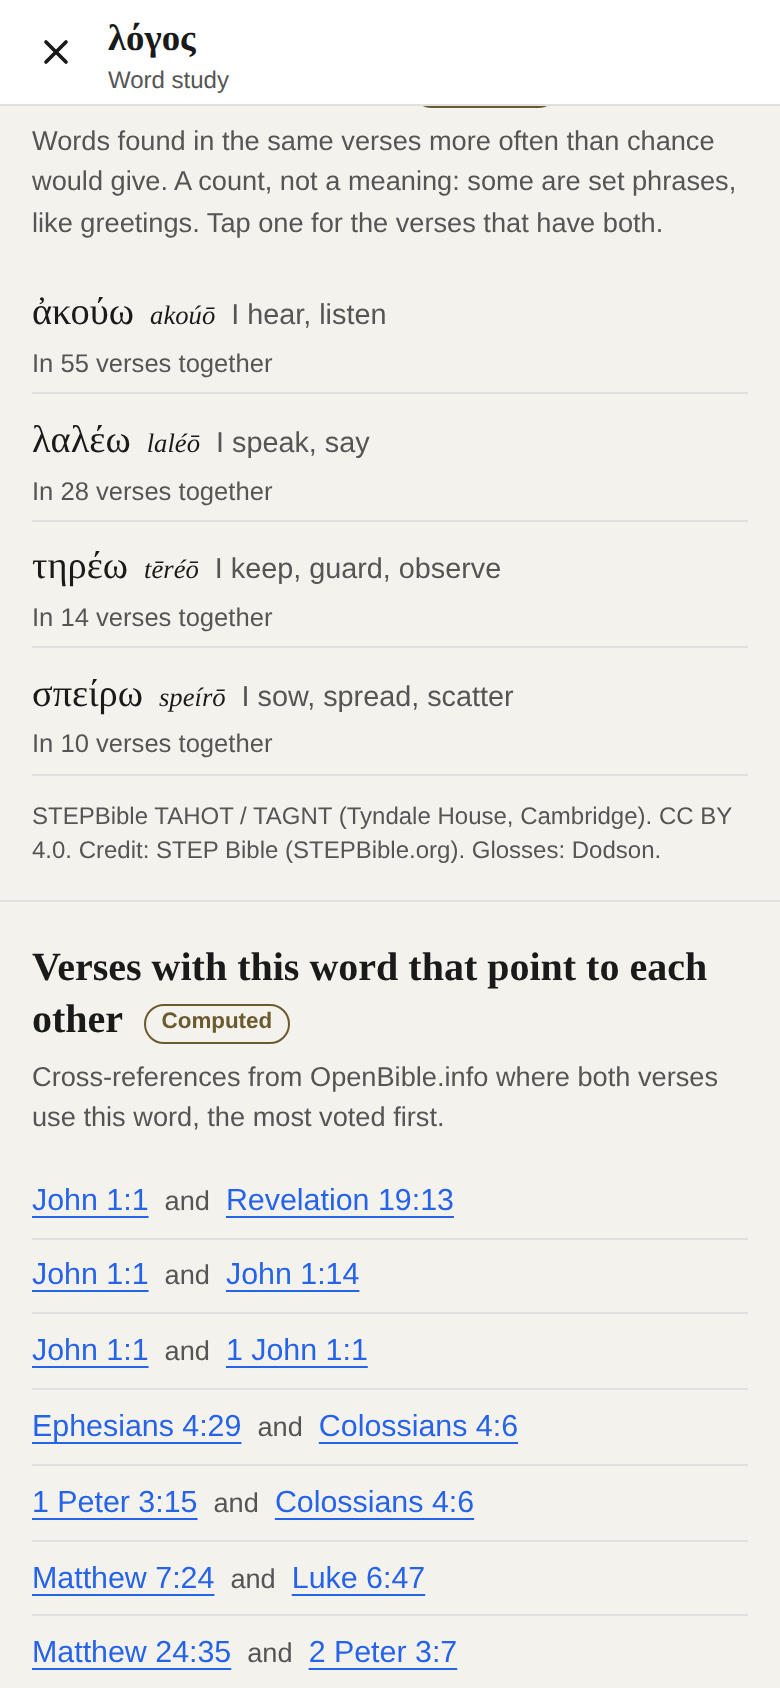 λόγος
Word study
Words found in the same verses more often than chance
would give. A count, not a meaning: some are set phrases,
like greetings. Tap one for the verses that have both.
ἀκούω akoúō I hear, listen
In 55 verses together
λαλέω laléō I speak, say
In 28 verses together
τηρέω tēréō I keep, guard, observe
In 14 verses together
σπείρω speírō I sow, spread, scatter
In 10 verses together
STEPBible TAHOT / TAGNT (Tyndale House, Cambridge). CC BY
4.0. Credit: STEP Bible (STEPBible.org). Glosses: Dodson.
Verses with this word that point to each
other Computed
Cross-references from OpenBible.info where both verses
use this word, the most voted first.
John 1:1 and Revelation 19:13
John 1:1 and John 1:14
John 1:1 and 1 John 1:1
Ephesians 4:29 and Colossians 4:6
1 Peter 3:15 and Colossians 4:6
Matthew 7:24 and Luke 6:47
Matthew 24:35 and 2 Peter 3:7